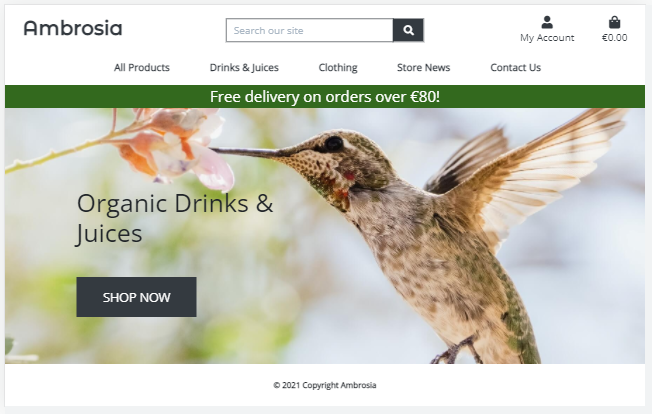 Ambrosia
Search our site
My Account
€0.00
All Products
Drinks & Juices
Clothing
Store News
Contact Us
Free delivery on orders over €80!
Organic Drinks &
Juices
SHOP NOW
© 2021 Copyright Ambrosia